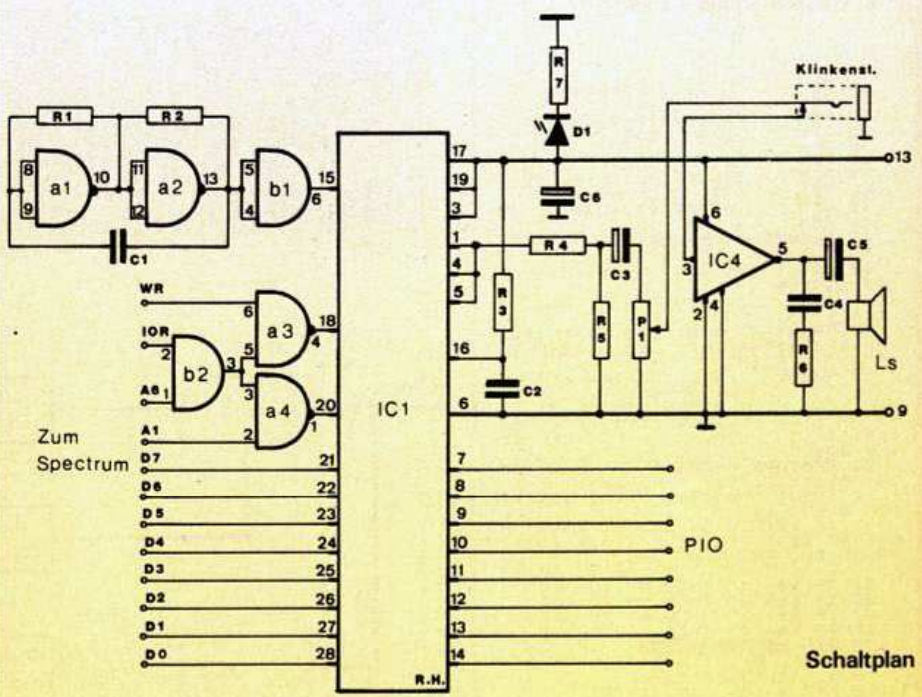 R7
Klinkenst.
R1
R2
D1
8
9
a1
10
11
12
a2
13
5
4
b1
15
6
17
13
19
3
C6
C1
1
4
5
R4
C3
6
3
IC4
5
C5
2
4
WR
6
5
a3
18
4
R3
R5
P1
C4
Ls
IOR
2
b2
3
16
R6
A6
1
3
a4
IC1
C2
20
1
6
9
A1
2
Zum
Spectrum
D7
21
7
D6
22
8
D5
23
9
D4
24
10
PIO
D3
25
11
D2
26
12
D1
27
13
D0
28
14
R.H.
Schaltplan